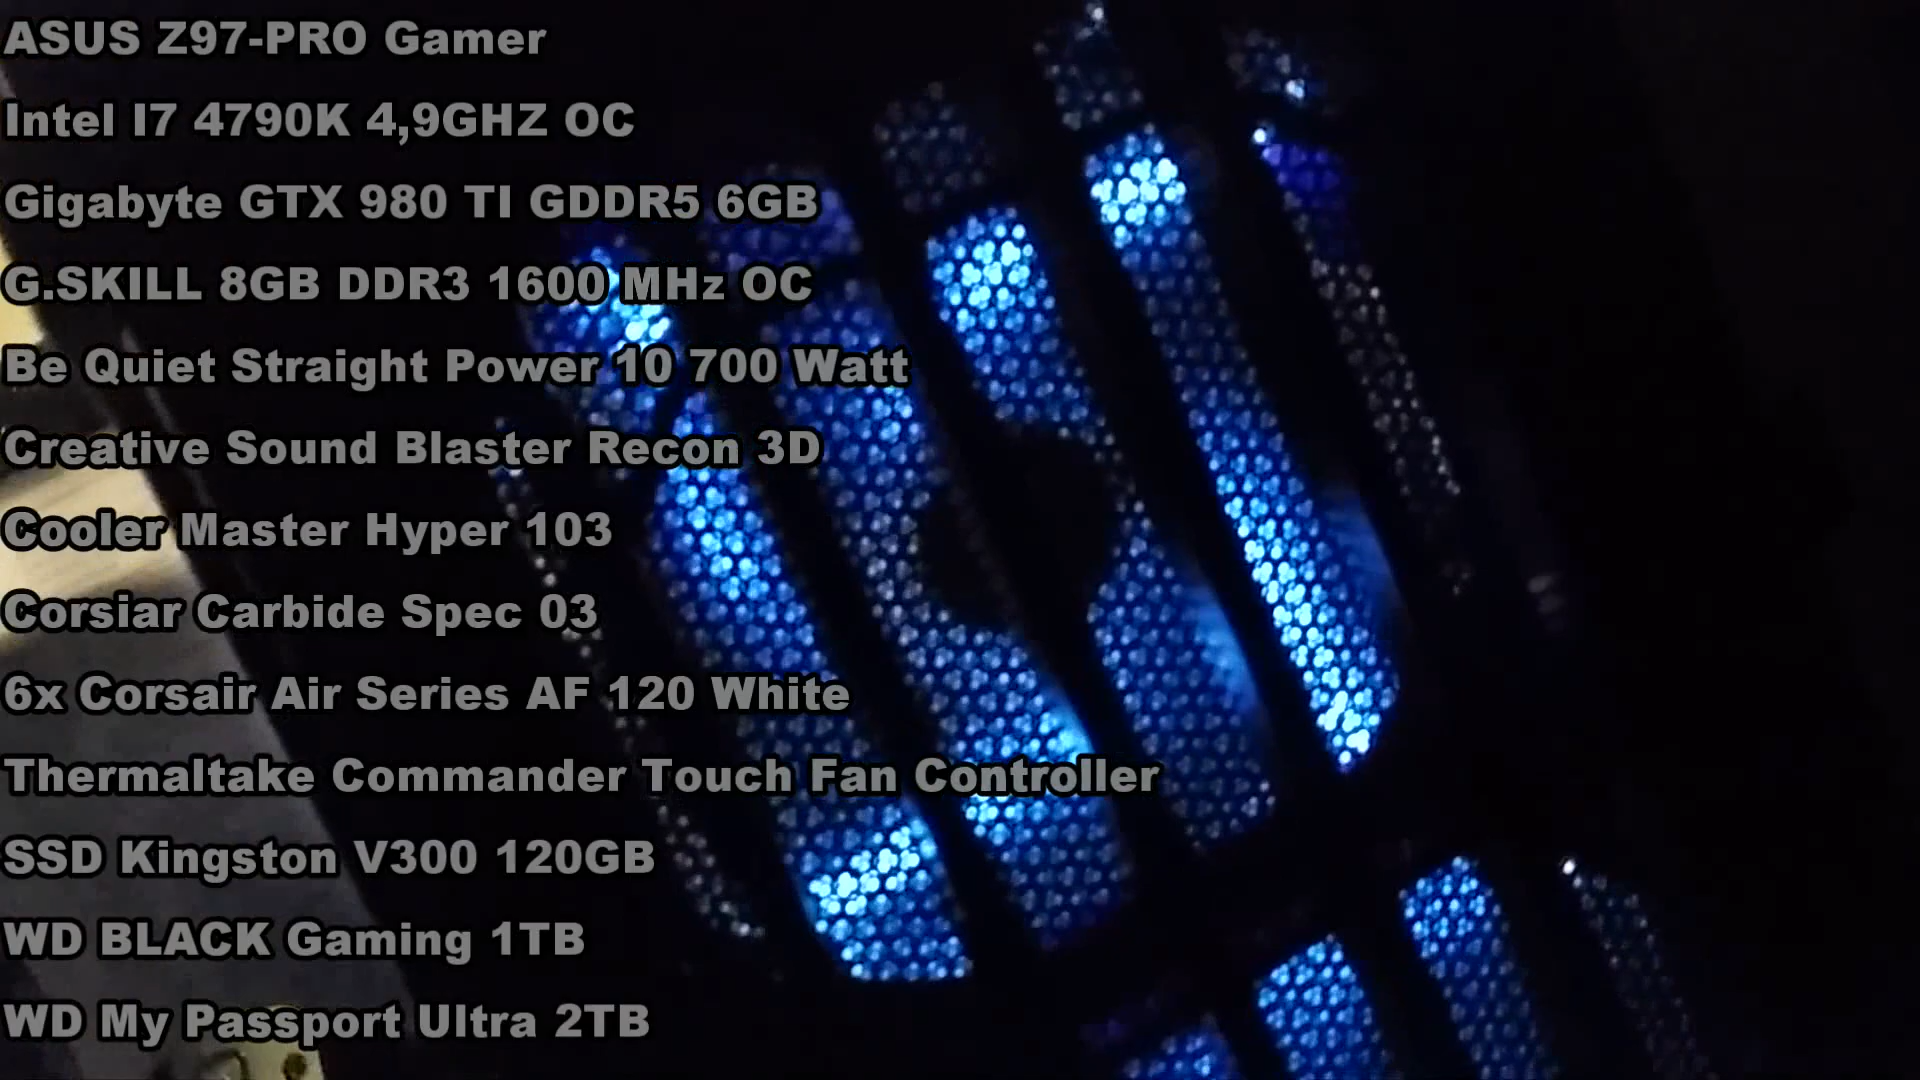 ASUS Z97-PRO Gamer
Intel I7 4790K 4,9GHZ OC
Gigabyte GTX 980 TI GDDR5 6GB
G.SKILL 8GB DDR3 1600 MHz OC
Be Quiet Straight Power 10 700 Watt
Creative Sound Blaster Recon 3D
Cooler Master Hyper 103
Corsiar Carbide Spec 03
6x Corsair Air Series AF 120 White
Thermaltake Commander Touch Fan Controller
SSD Kingston V300 120GB
WD BLACK Gaming 1TB
WD My Passport Ultra 2TB